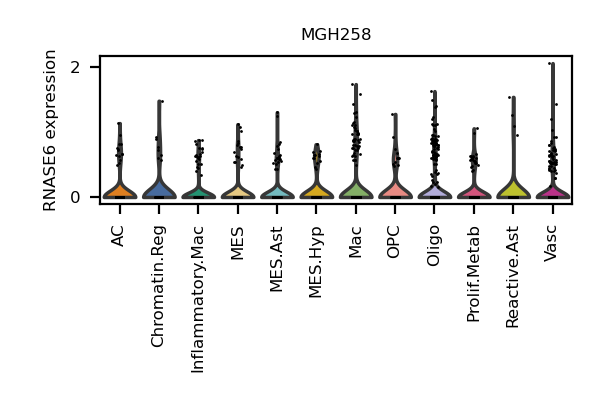 MGH258
RNASE6 expression
2
0
AC
Chromatin.Reg
Inflammatory.Mac
MES
MES.Ast
MES.Hyp
Mac
OPC
Oligo
Prolif.Metab
Reactive.Ast
Vasc